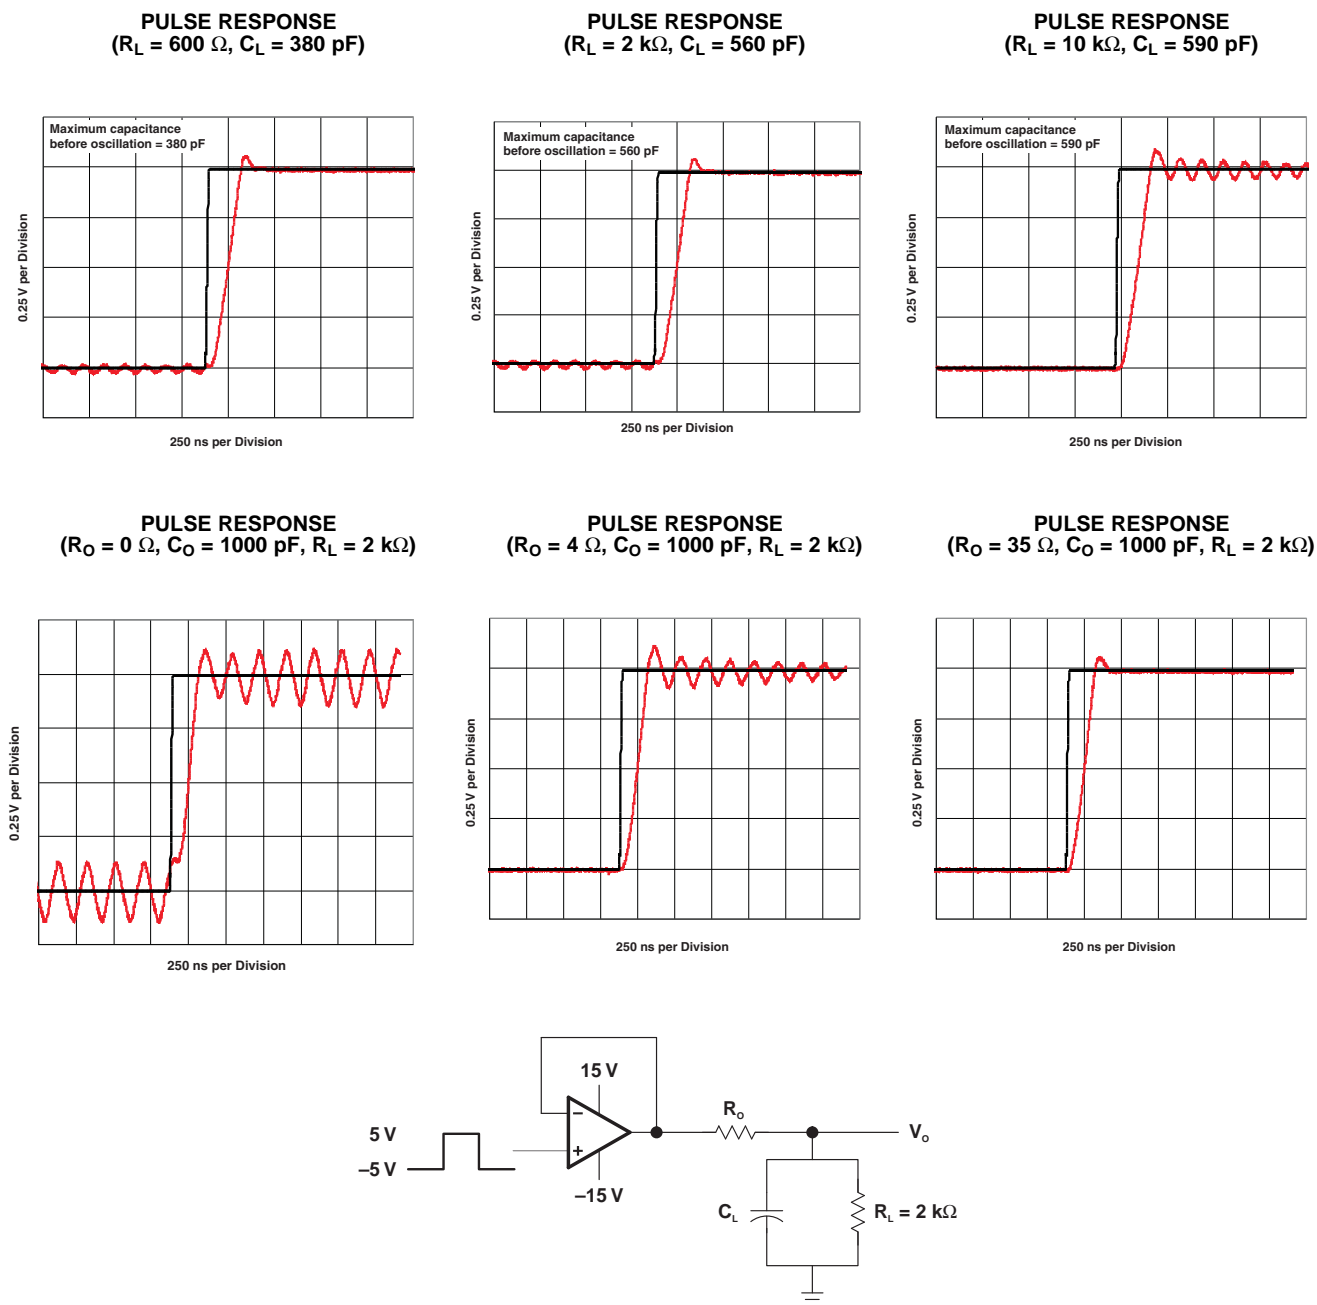 PULSE RESPONSE
(RL = 600 Ω, CL = 380 pF)
Maximum capacitance
before oscillation = 380 pF
0.25 V per Division
250 ns per Division
PULSE RESPONSE
(RL = 2 kΩ, CL = 560 pF)
Maximum capacitance
before oscillation = 560 pF
0.25 V per Division
250 ns per Division
PULSE RESPONSE
(RL = 10 kΩ, CL = 590 pF)
Maximum capacitance
before oscillation = 590 pF
0.25 V per Division
250 ns per Division
PULSE RESPONSE
(RO = 0 Ω, CO = 1000 pF, RL = 2 kΩ)
0.25 V per Division
250 ns per Division
PULSE RESPONSE
(RO = 4 Ω, CO = 1000 pF, RL = 2 kΩ)
0.25 V per Division
250 ns per Division
PULSE RESPONSE
(RO = 35 Ω, CO = 1000 pF, RL = 2 kΩ)
0.25 V per Division
250 ns per Division
15 V
5 V
–5 V
−
+
–15 V
RO
VO
CL
RL = 2 kΩ